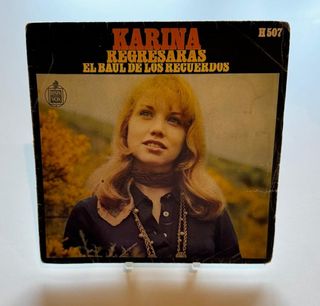 KARINA
H 507
REGRESARAS
EL BAUL DE LOS RECUERDOS